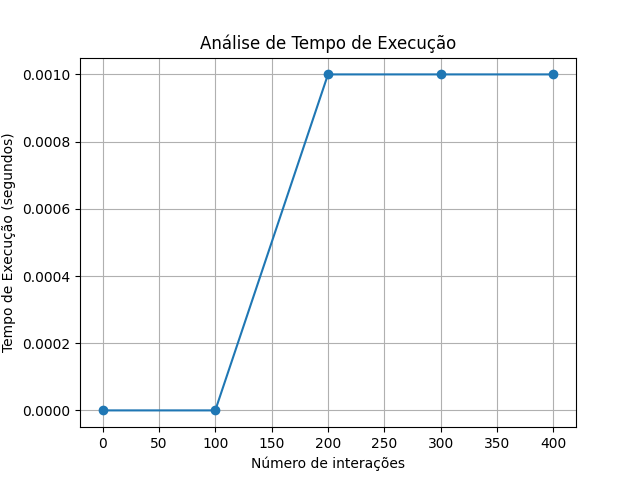 Análise de Tempo de Execução
0.0010
0.0008
0.0006
0.0004
0.0002
0.0000
Tempo de Execução (segundos)
0 50 100 150 200 250 300 350 400
Número de interações